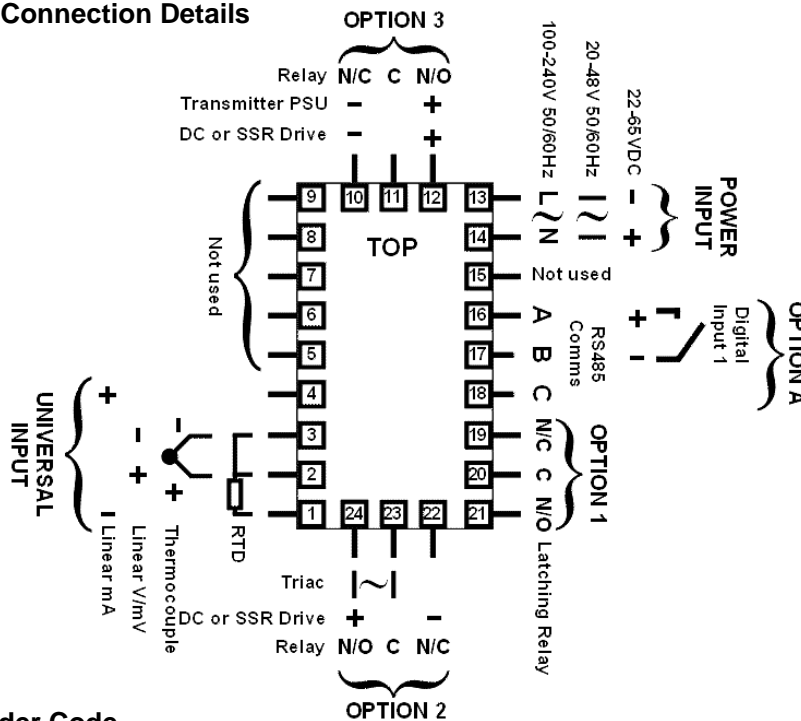 Connection Details
OPTION 3
Relay N/C C N/O
Transmitter PSU - +
DC or SSR Drive - +
100-240V 50/60Hz
20-48V 50/60Hz
22-65VDC
POWER
INPUT
L ~ N
~
- +
9
10
11
12
13
8
14
TOP
7
15
Not used
6
16
A
5
17
B
4
18
C
3
19
N/C
2
20
C
1
24
23
22
21
N/O
Not used
RS485
Comms
+ -
Digital
Input 1
OPTION A
OPTION 1
Latching Relay
UNIVERSAL
INPUT
+ - Linear mA
- + Linear V/mV
- + Thermocouple
RTD
Triac ~
DC or SSR Drive + -
Relay N/O C N/C
OPTION 2